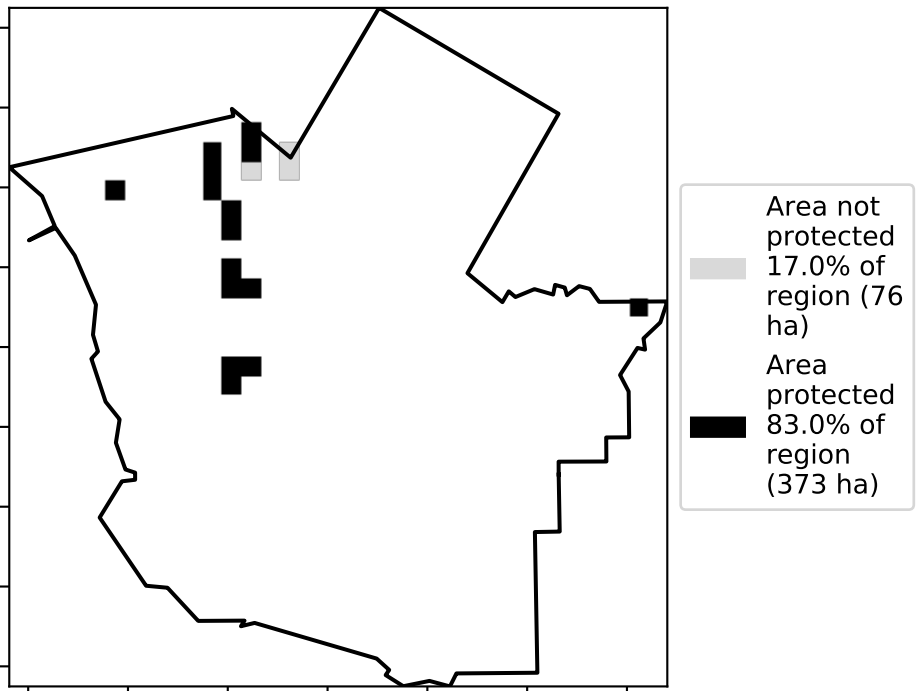 Area not
protected
17.0% of
region (76
ha)
Area
protected
83.0% of
region
(373 ha)